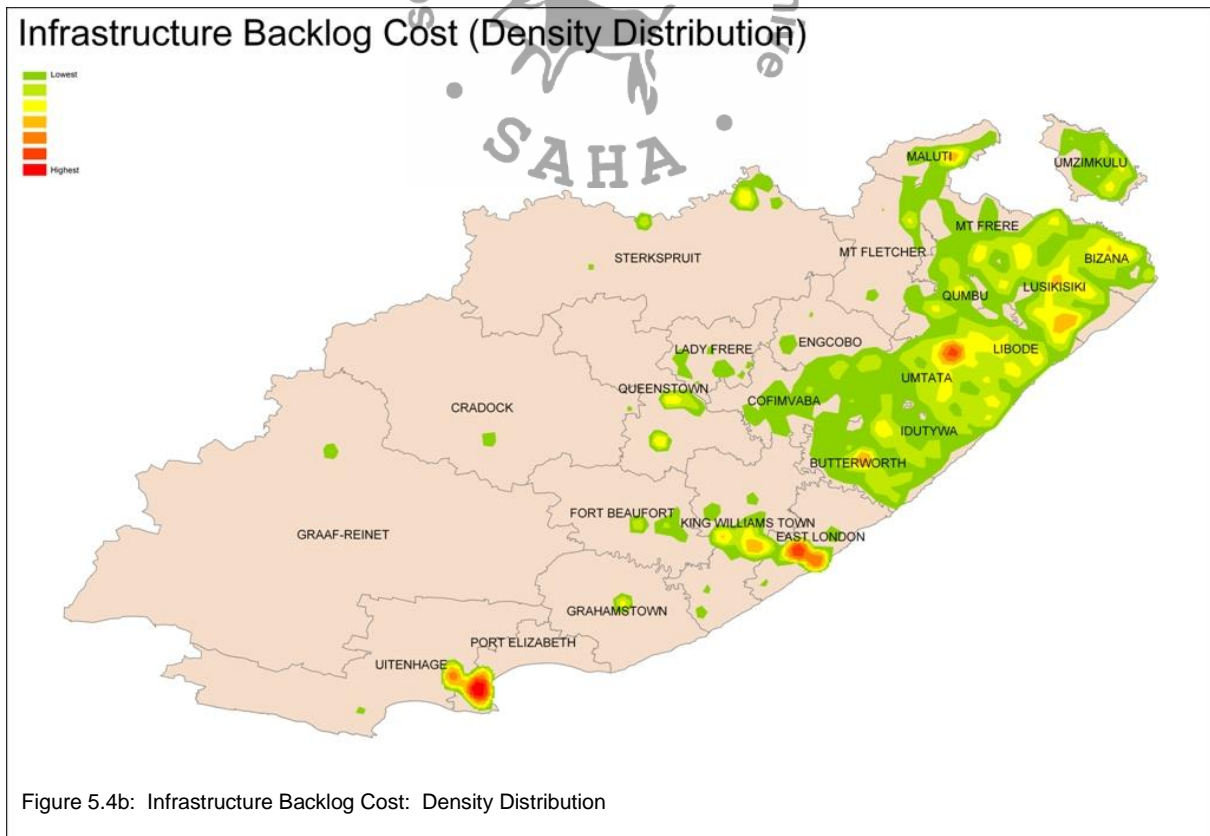 Infrastructure Backlog Cost (Density Distribution)
Lowest
Highest
SAHA
MALUTI
UMZIMKULU
MT FRERE
STERKSPRUIT
MT FLETCHER
BIZANA
LUSIKISIKI
QUMBU
ENGCOBO
LADY FRERE
LIBODE
UMTATA
QUEENSTOWN
COFIMVABA
CRADOCK
IDUTYWA
BUTTERWORTH
FORT BEAUFORT
KING WILLIAMS TOWN
GRAAF-REINET
EAST LONDON
GRAHAMSTOWN
PORT ELIZABETH
UITENHAGE
Figure 5.4b: Infrastructure Backlog Cost: Density Distribution